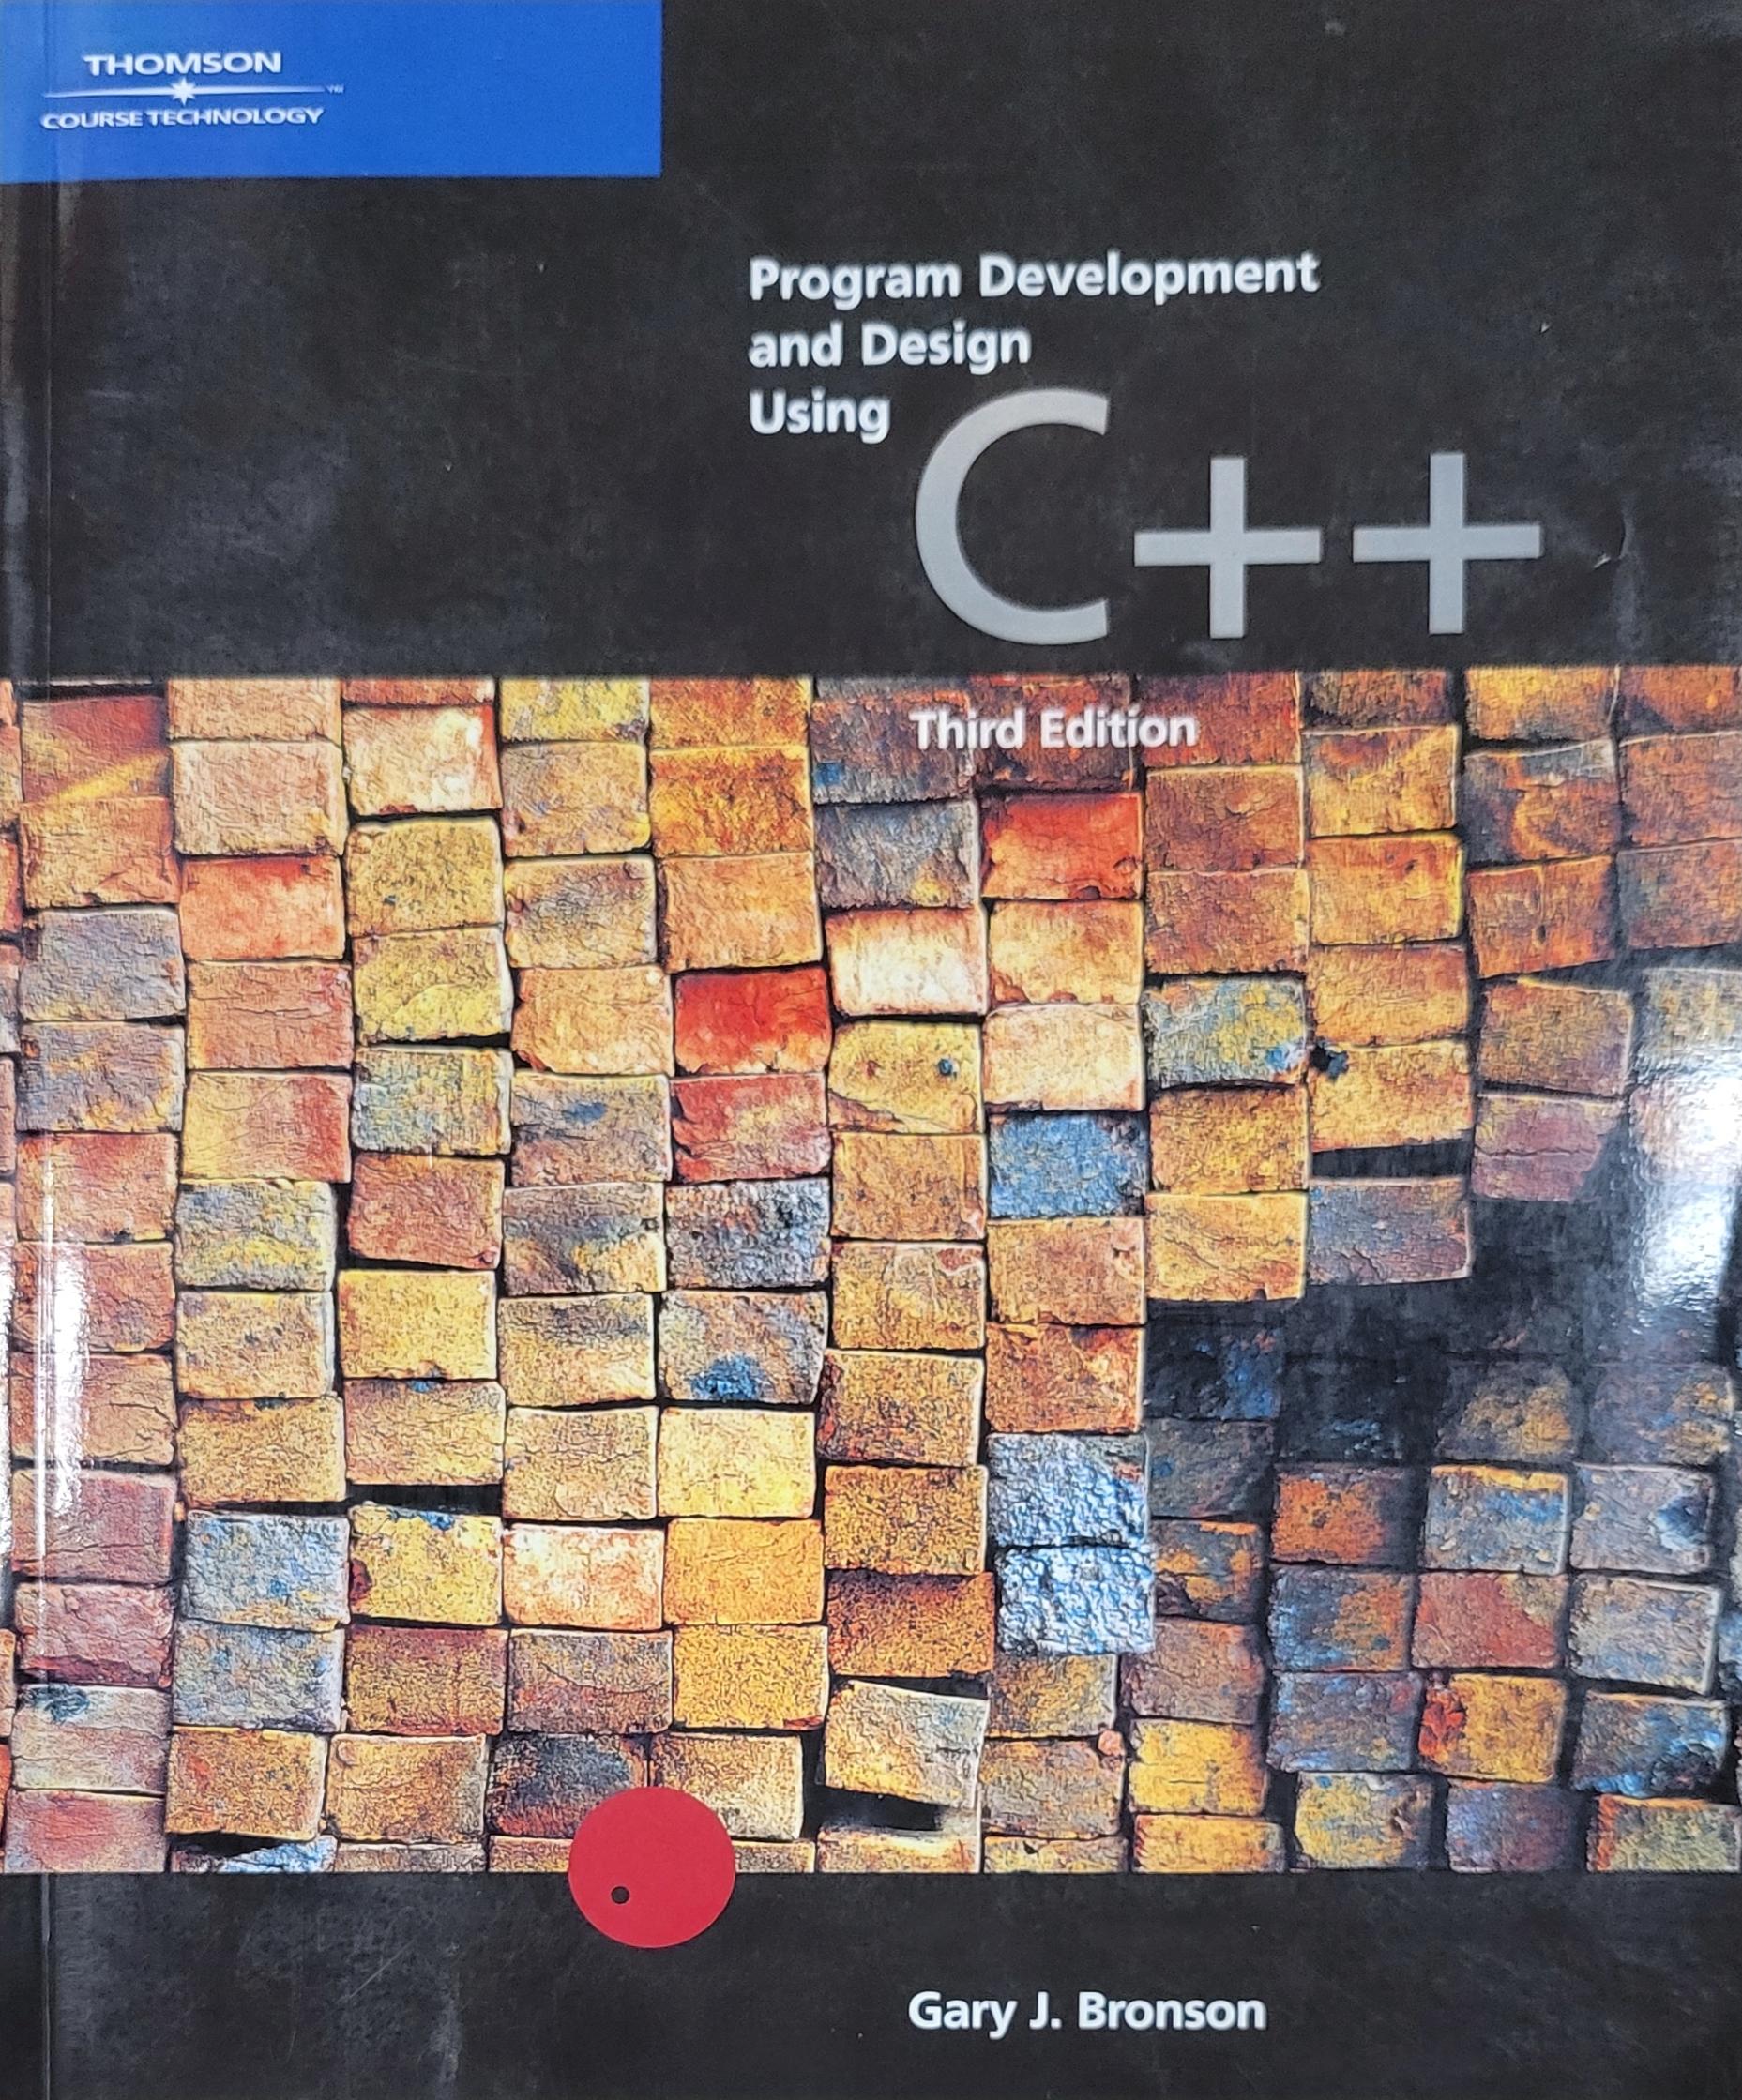 THOMSON
COURSE TECHNOLOGY
Program Development
and Design
Using C++
Third Edition
Gary J. Bronson